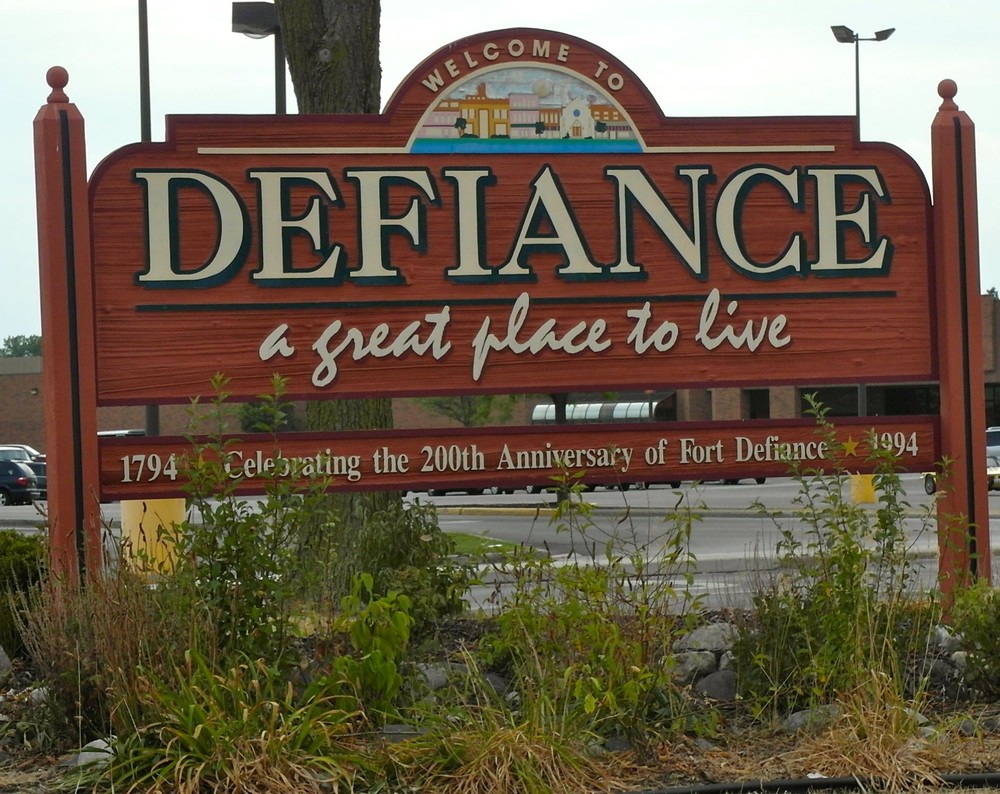 WELCOME TO
DEFIANCE
a great place to live
1794 ★ Celebrating the 200th Anniversary of Fort Defiance ★ 1994